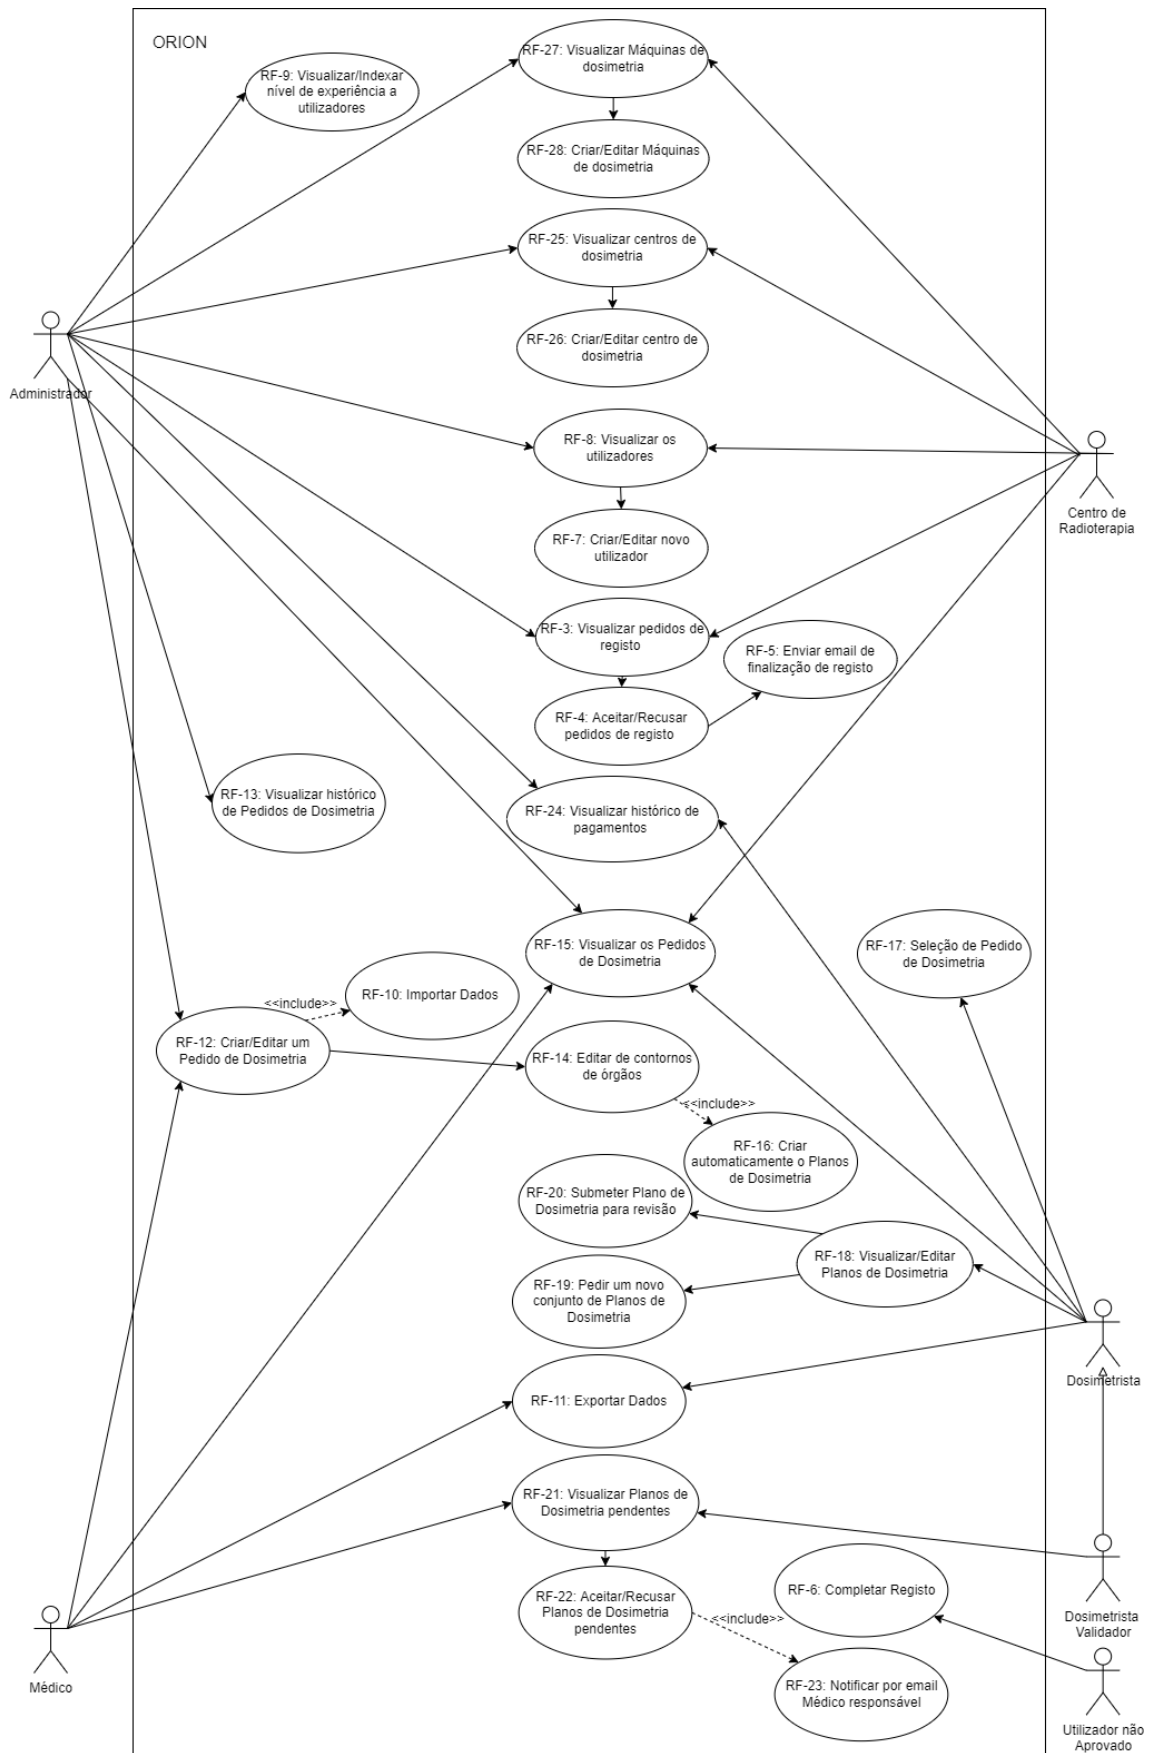 ORION
RF-27: Visualizar Máquinas de
dosimetria
RF-9: Visualizar/Indexar
nível de experiência a
utilizadores
RF-28: Criar/Editar Máquinas
de dosimetria
RF-25: Visualizar centros de
dosimetria
RF-26: Criar/Editar centro de
dosimetria
Administrador
RF-8: Visualizar os
utilizadores
Centro de
Radioterapia
RF-7: Criar/Editar novo
utilizador
RF-3: Visualizar pedidos de
registo
RF-5: Enviar email de
finalização de registo
RF-4: Aceitar/Recusar
pedidos de registo
RF-13: Visualizar histórico
de Pedidos de Dosimetria
RF-24: Visualizar histórico de
pagamentos
RF-15: Visualizar os Pedidos
de Dosimetria
RF-17: Seleção de Pedido
de Dosimetria
<<include>>
RF-10: Importar Dados
RF-12: Criar/Editar um
Pedido de Dosimetria
RF-14: Editar de contornos
de órgãos
<<include>>
RF-16: Criar
automaticamente o Planos
de Dosimetria
RF-20: Submeter Plano de
Dosimetria para revisão
RF-18: Visualizar/Editar
Planos de Dosimetria
RF-19: Pedir um novo
conjunto de Planos de
Dosimetria
Dosimetrista
RF-11: Exportar Dados
RF-21: Visualizar Planos de
Dosimetria pendentes
RF-22: Aceitar/Recusar
Planos de Dosimetria
pendentes
<<include>>
RF-6: Completar Registo
Dosimetrista
Validador
RF-23: Notificar por email
Médico responsável
Médico
Utilizador não
Aprovado